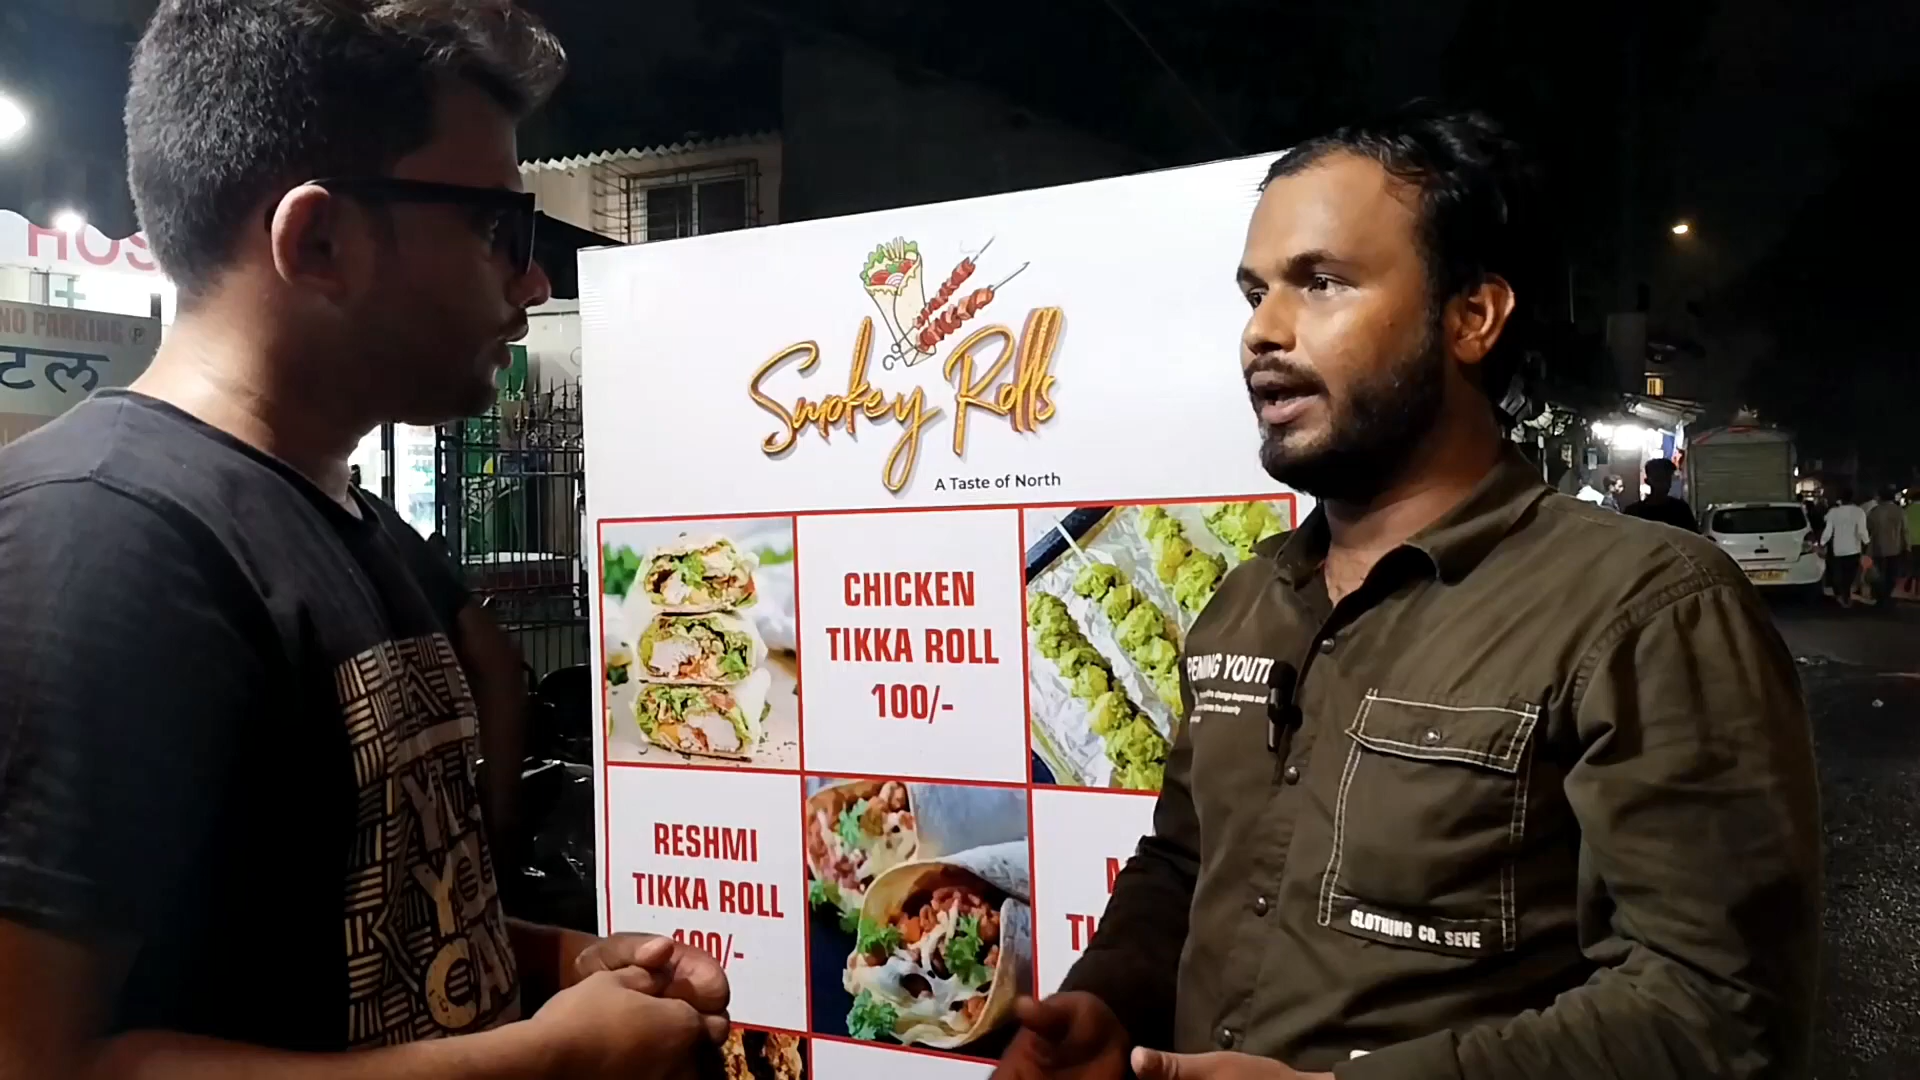 HOS
NO PARKING P
टल
Smokey Rolls
A Taste of North
CHICKEN
TIKKA ROLL
100/-
RESHMI
TIKKA ROLL
100/-
PENING YOUTH
CLOTHING CO. SEVE